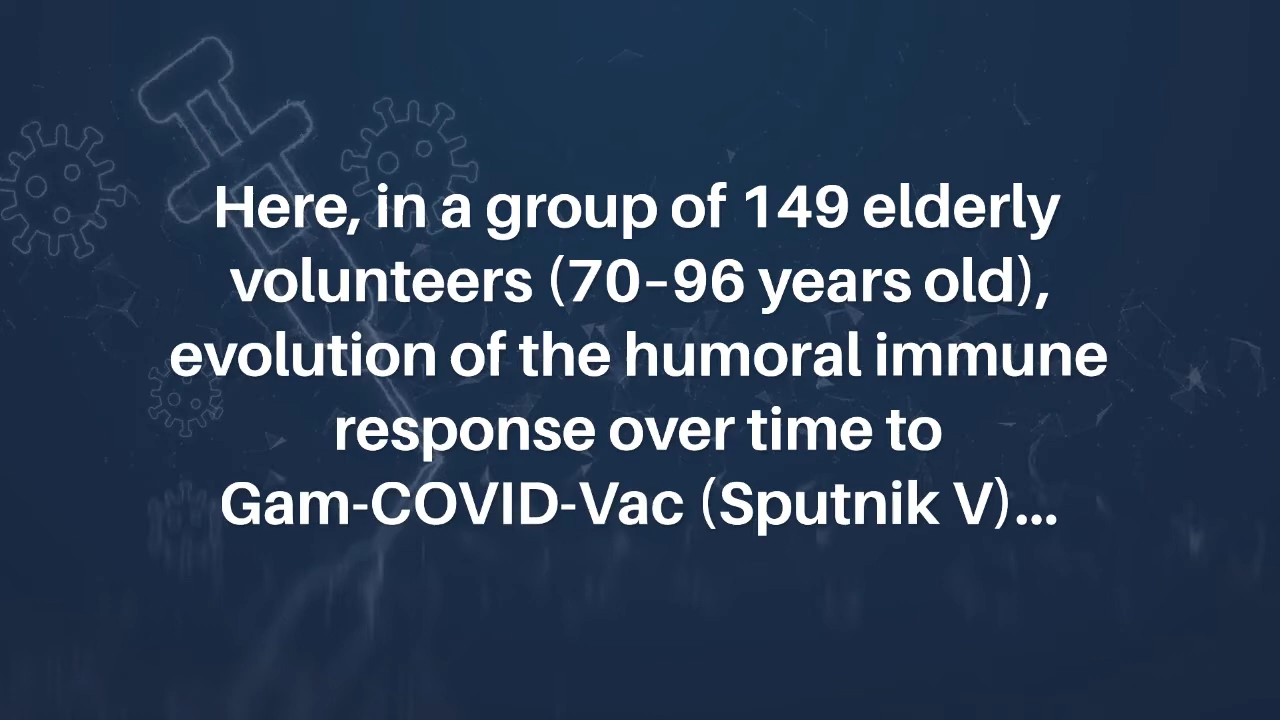 Here, in a group of 149 elderly
volunteers (70–96 years old),
evolution of the humoral immune
response over time to
Gam-COVID-Vac (Sputnik V)...